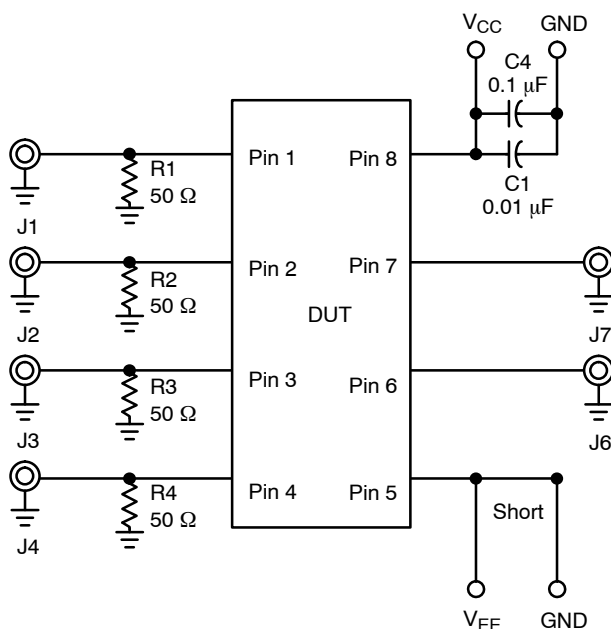 VCC
GND
C4
0.1 μF
C1
0.01 μF
Pin 1
Pin 8
R1
50 Ω
J1
Pin 2
Pin 7
R2
50 Ω
J2
DUT
J7
Pin 3
Pin 6
R3
50 Ω
J3
J6
Pin 4
Pin 5
R4
50 Ω
J4
Short
VEE
GND